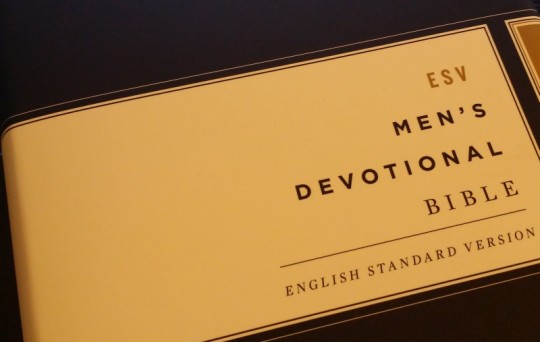 ESV
MEN'S
DEVOTIONAL
BIBLE
ENGLISH STANDARD VERSION